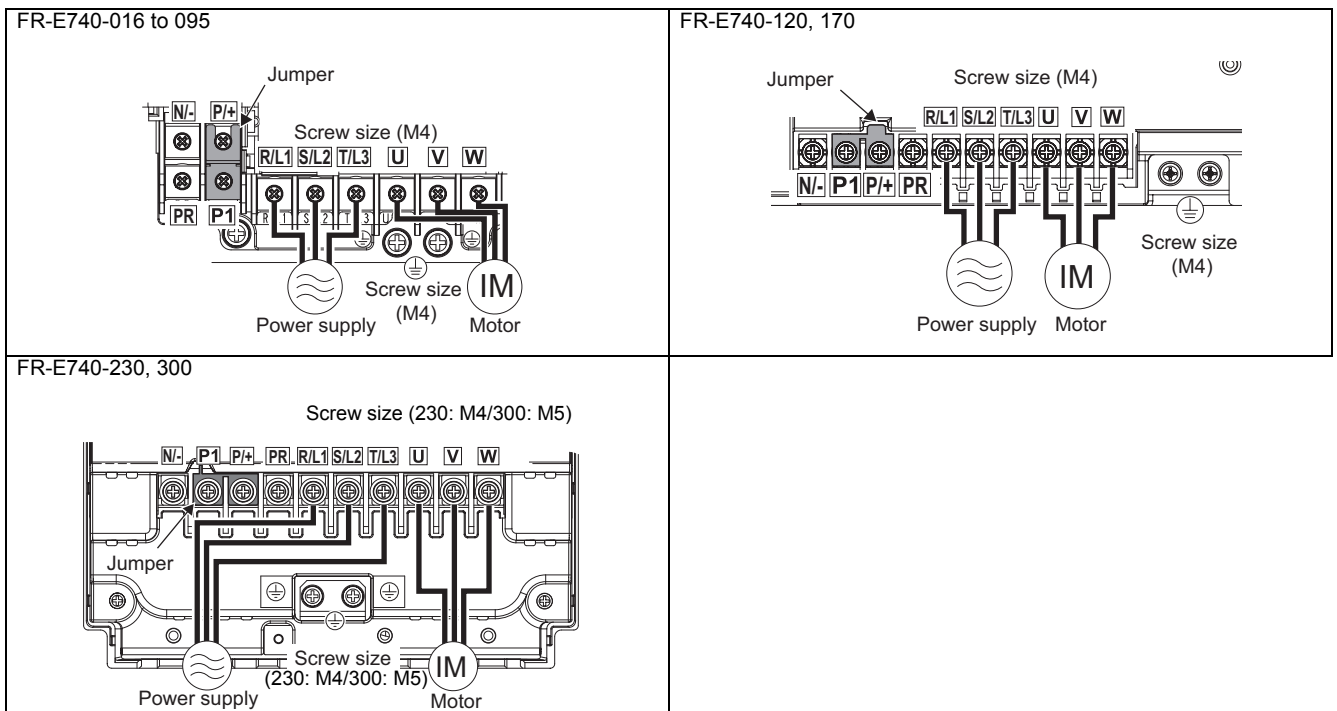 FR-E740-016 to 095
Jumper
N/- P/+
Screw size (M4)
R/L1 S/L2 T/L3 U V W
PR P1
Screw size
(M4)
IM
Power supply Motor
FR-E740-120, 170
Jumper Screw size (M4)
R/L1 S/L2 T/L3 U V W
N/- P1 P/+ PR
Screw size
(M4)
IM
Power supply Motor
FR-E740-230, 300
Screw size (230: M4/300: M5)
N/- P1 P/+ PR R/L1 S/L2 T/L3 U V W
Jumper
Screw size
(230: M4/300: M5)
IM
Power supply Motor